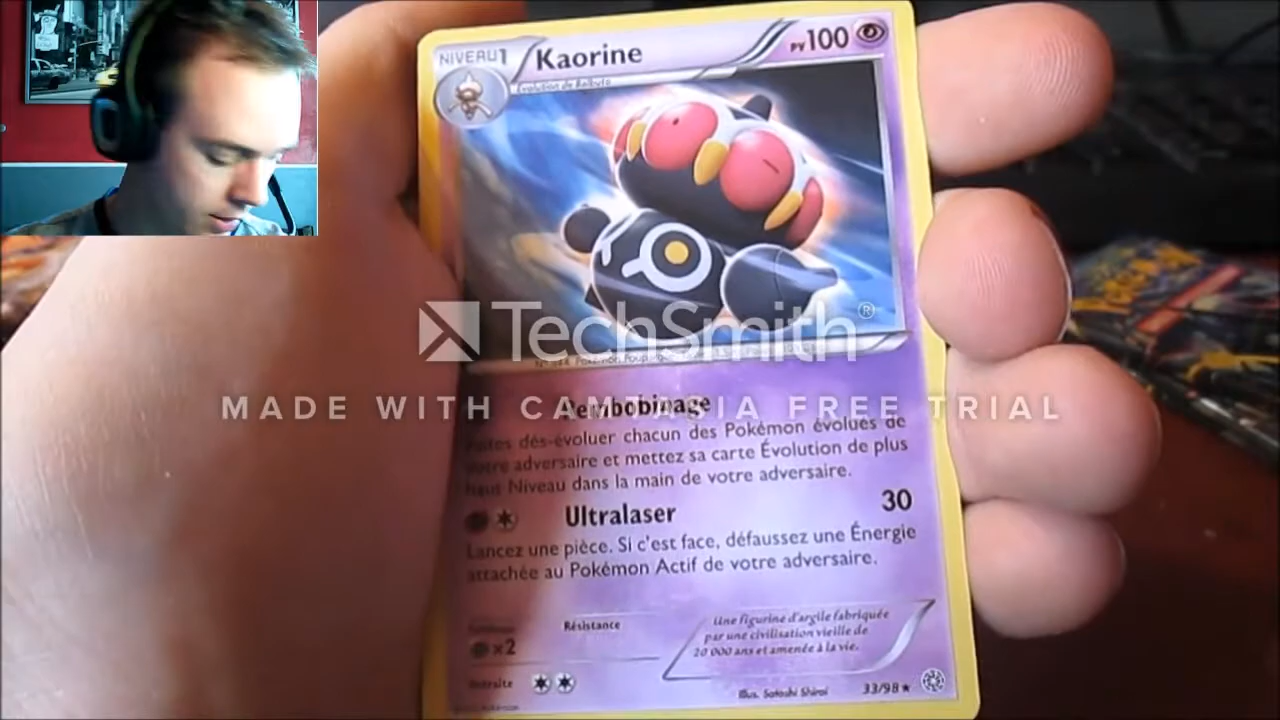 NIVEAU1
Kaorine
PV100
Évolution de Balbuto
®
TechSmith
MADE WITH CAMTASIA FREE TRIAL
Rembobinage
Faites dés-évoluer chacun des Pokémon évolués de
votre adversaire et mettez sa carte Évolution de plus
haut Niveau dans la main de votre adversaire.
Ultralaser 30
Lancez une pièce. Si c'est face, défaussez une Énergie
attachée au Pokémon Actif de votre adversaire.
Résistance
×2
Retraite
Une figurine d'argile fabriquée
par une civilisation vieille de
20 000 ans et amenée à la vie.
Illus. Satoshi Shirai
33/98★